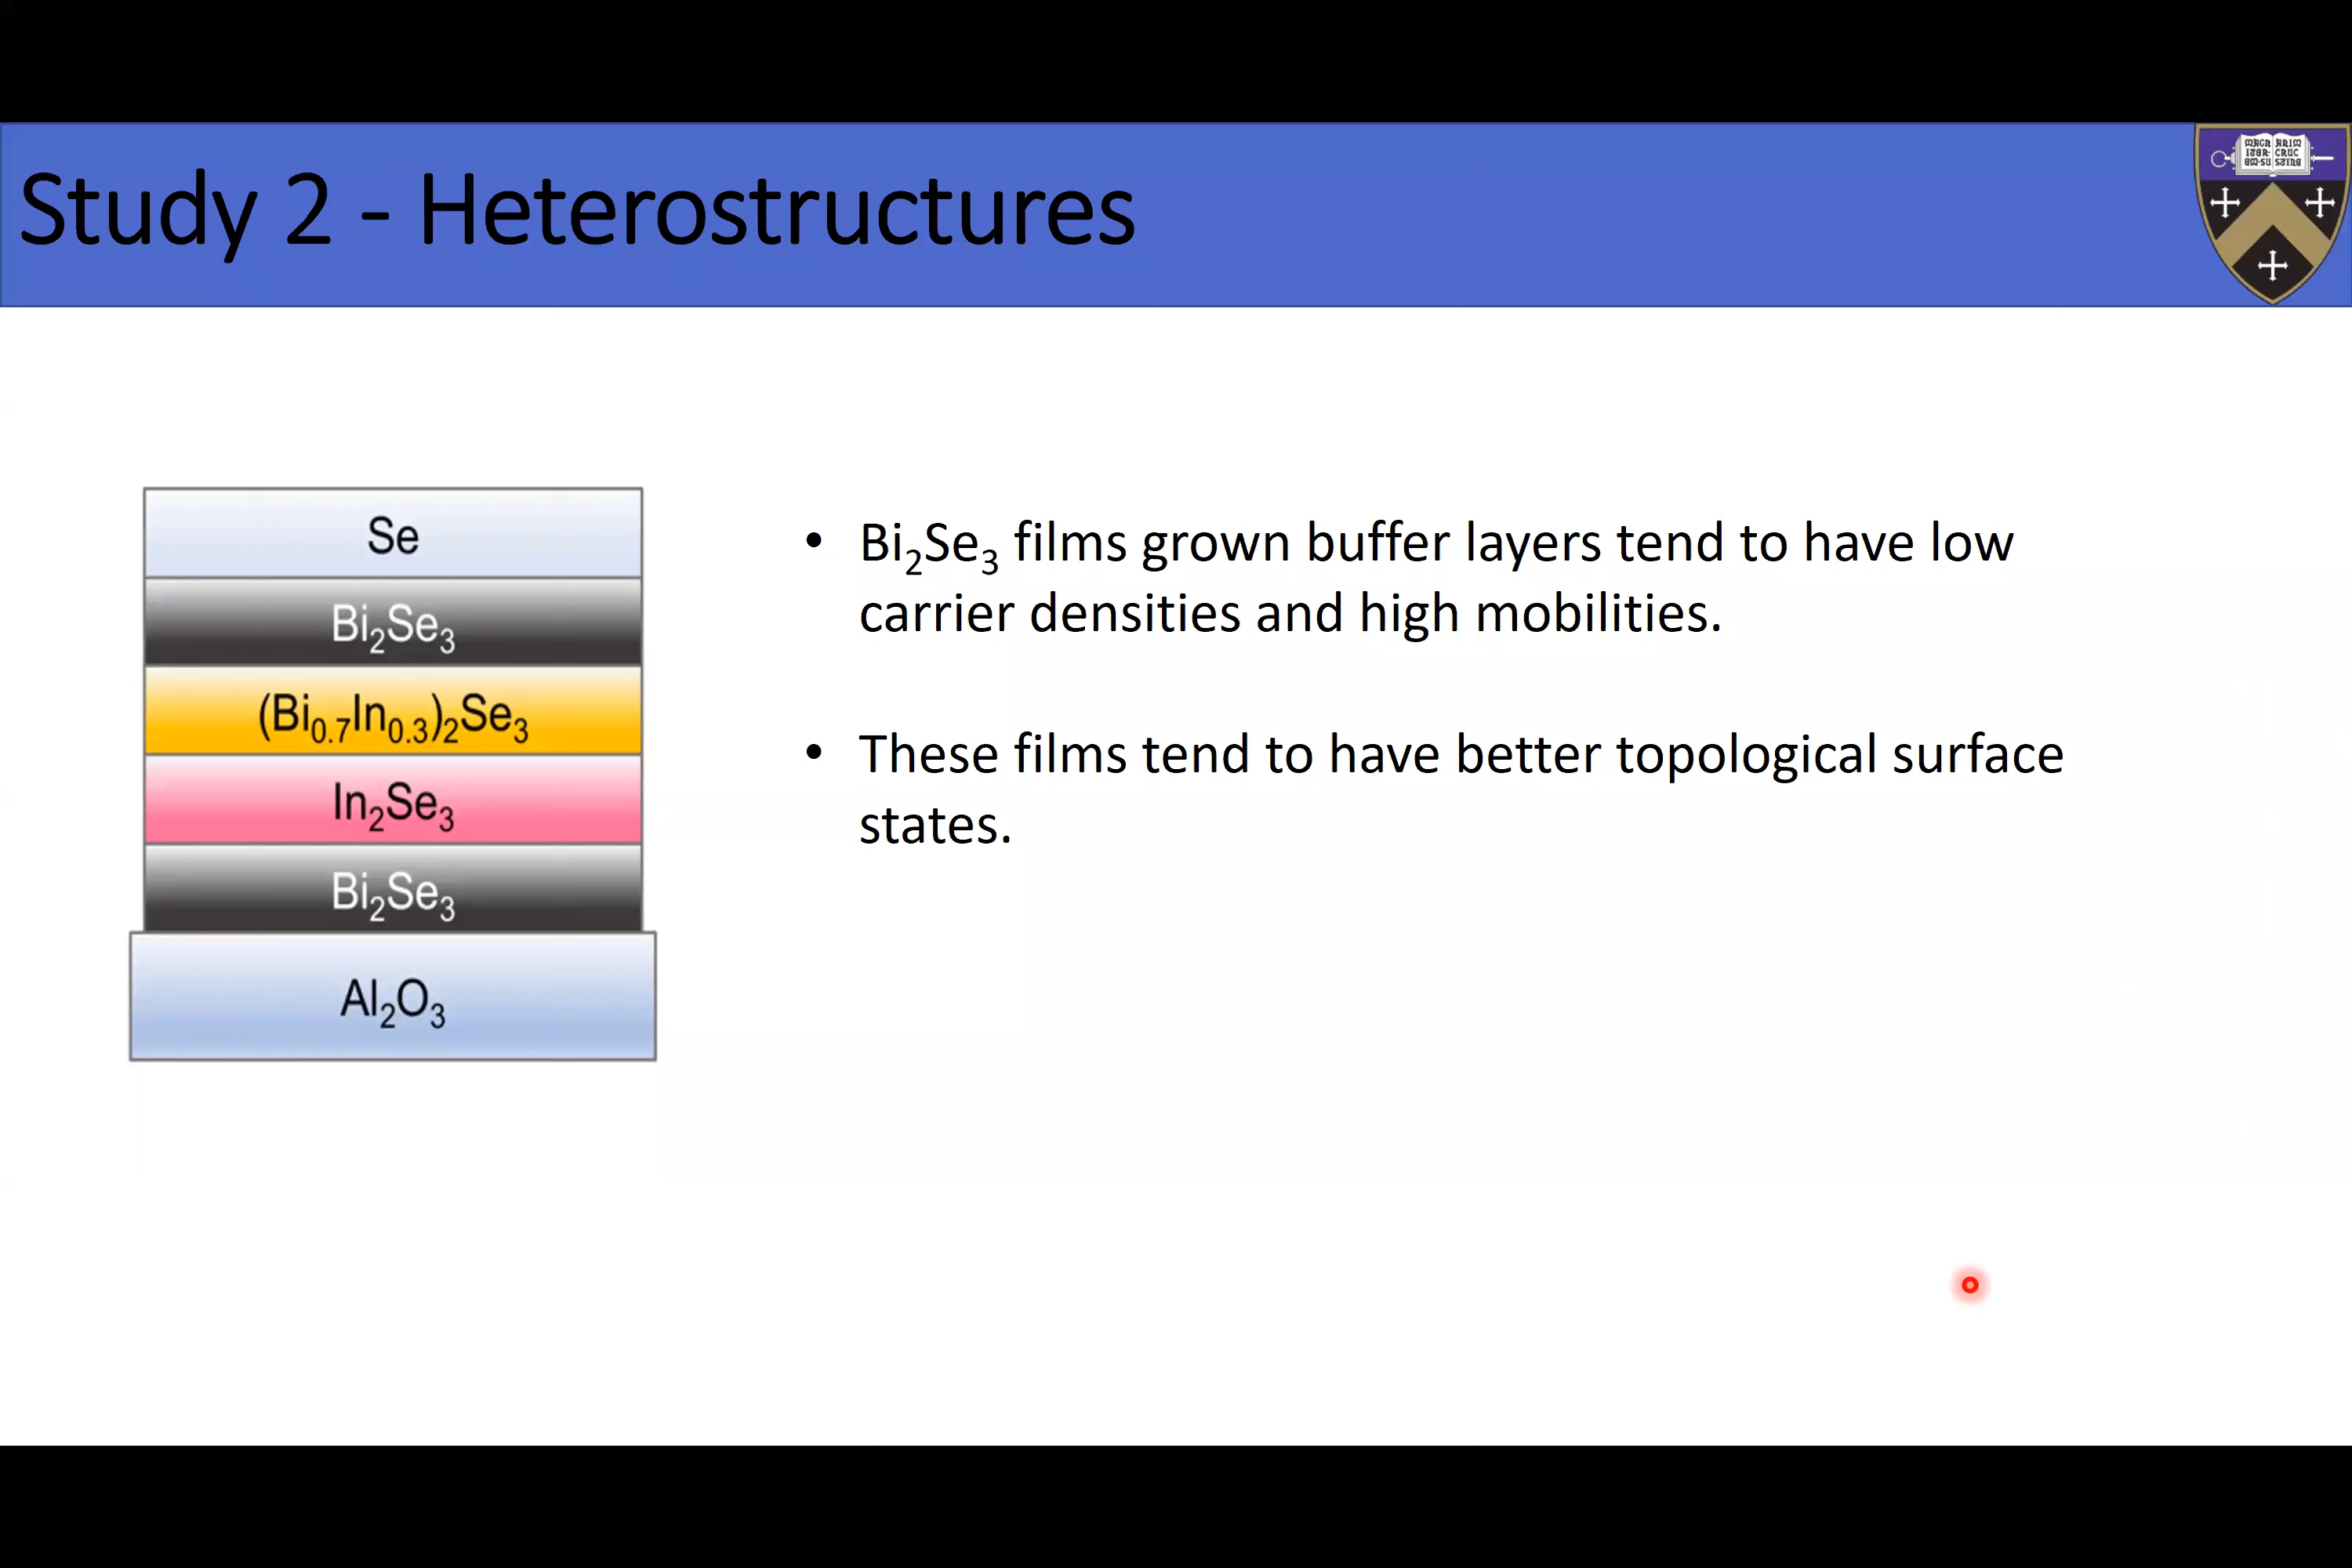 Study 2 - Heterostructures
Se
Bi₂Se₃
(Bi₀.₇In₀.₃)₂Se₃
In₂Se₃
Bi₂Se₃
Al₂O₃
• Bi₂Se₃ films grown buffer layers tend to have low
carrier densities and high mobilities.
• These films tend to have better topological surface
states.